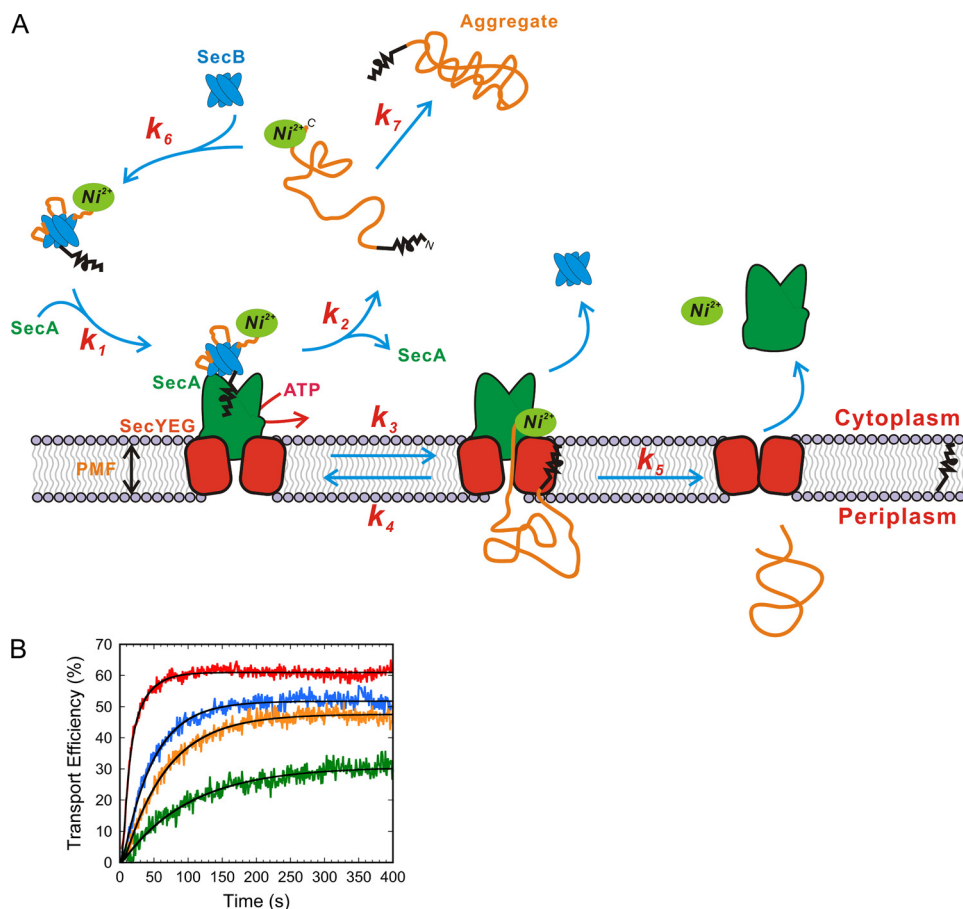 A
Aggregate
SecB
k7
Ni2+ C
k6
Ni2+
N
Ni2+
Ni2+
k2
SecA
k1
SecA
SecA
ATP
Ni2+
SecYEG
k3
Cytoplasm
PMF
k5
k4
Periplasm
B
70
60
50
40
30
20
10
0
Transport Efficiency (%)
0 50 100 150 200 250 300 350 400
Time (s)